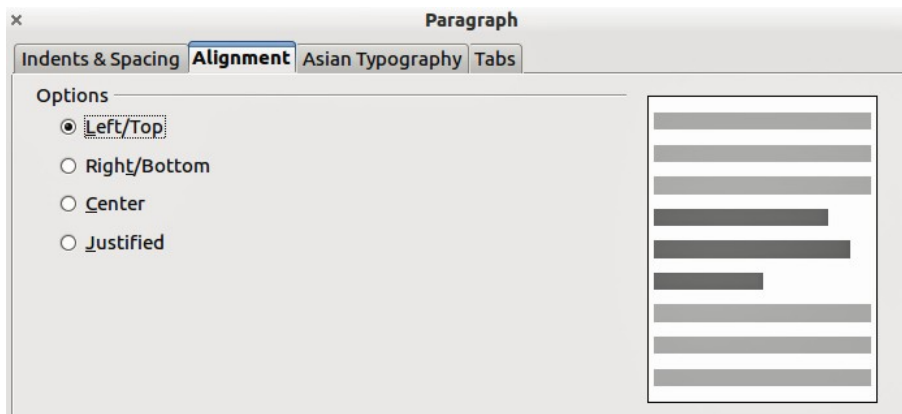 Paragraph
Indents & Spacing Alignment Asian Typography Tabs
Options
Left/Top
Right/Bottom
Center
Justified